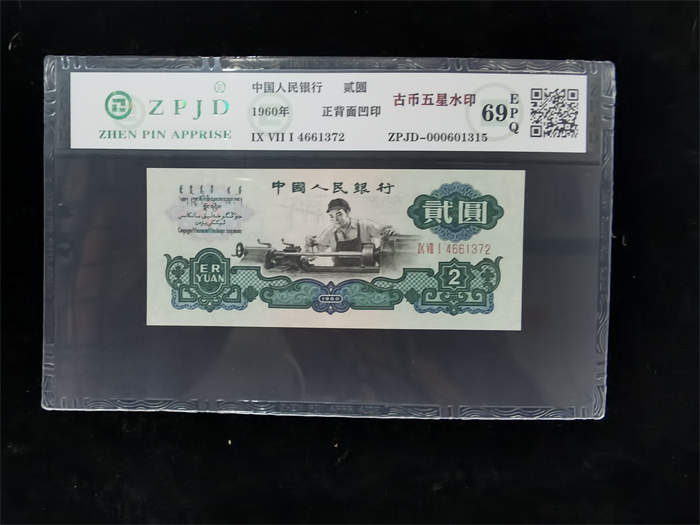 ZPJD
ZHEN PIN APPRISE
中国人民银行 贰圆
1960年 正背面凹印
IX VII I 4661372
古币五星水印
ZPJD-000601315
69
EPQ
中國人民銀行
貳圓
IX VII I 4661372
ER
YUAN
1960
2